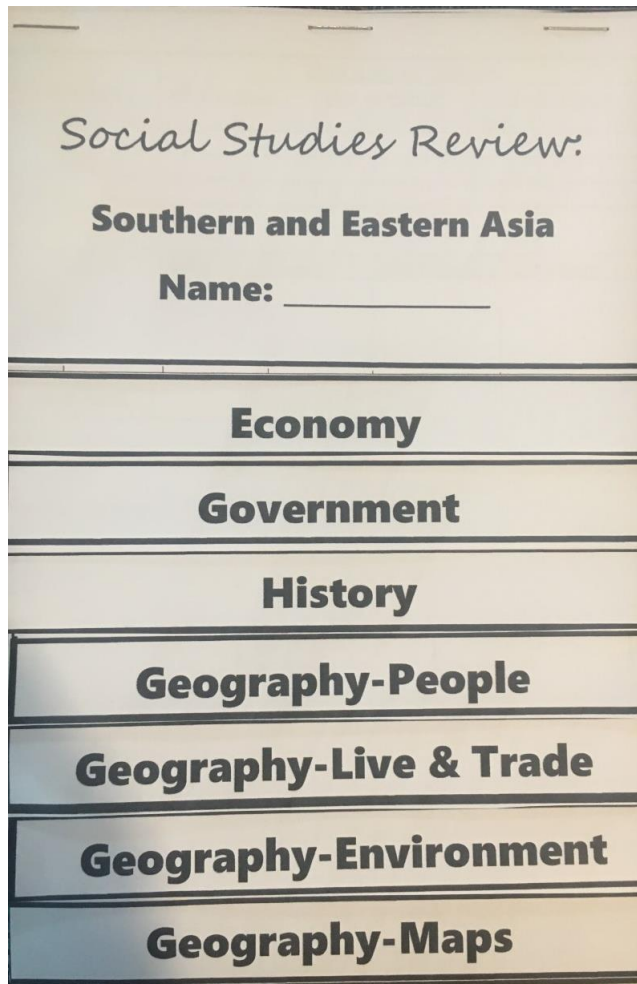 Social Studies Review:
Southern and Eastern Asia
Name: ____________
Economy
Government
History
Geography-People
Geography-Live & Trade
Geography-Environment
Geography-Maps